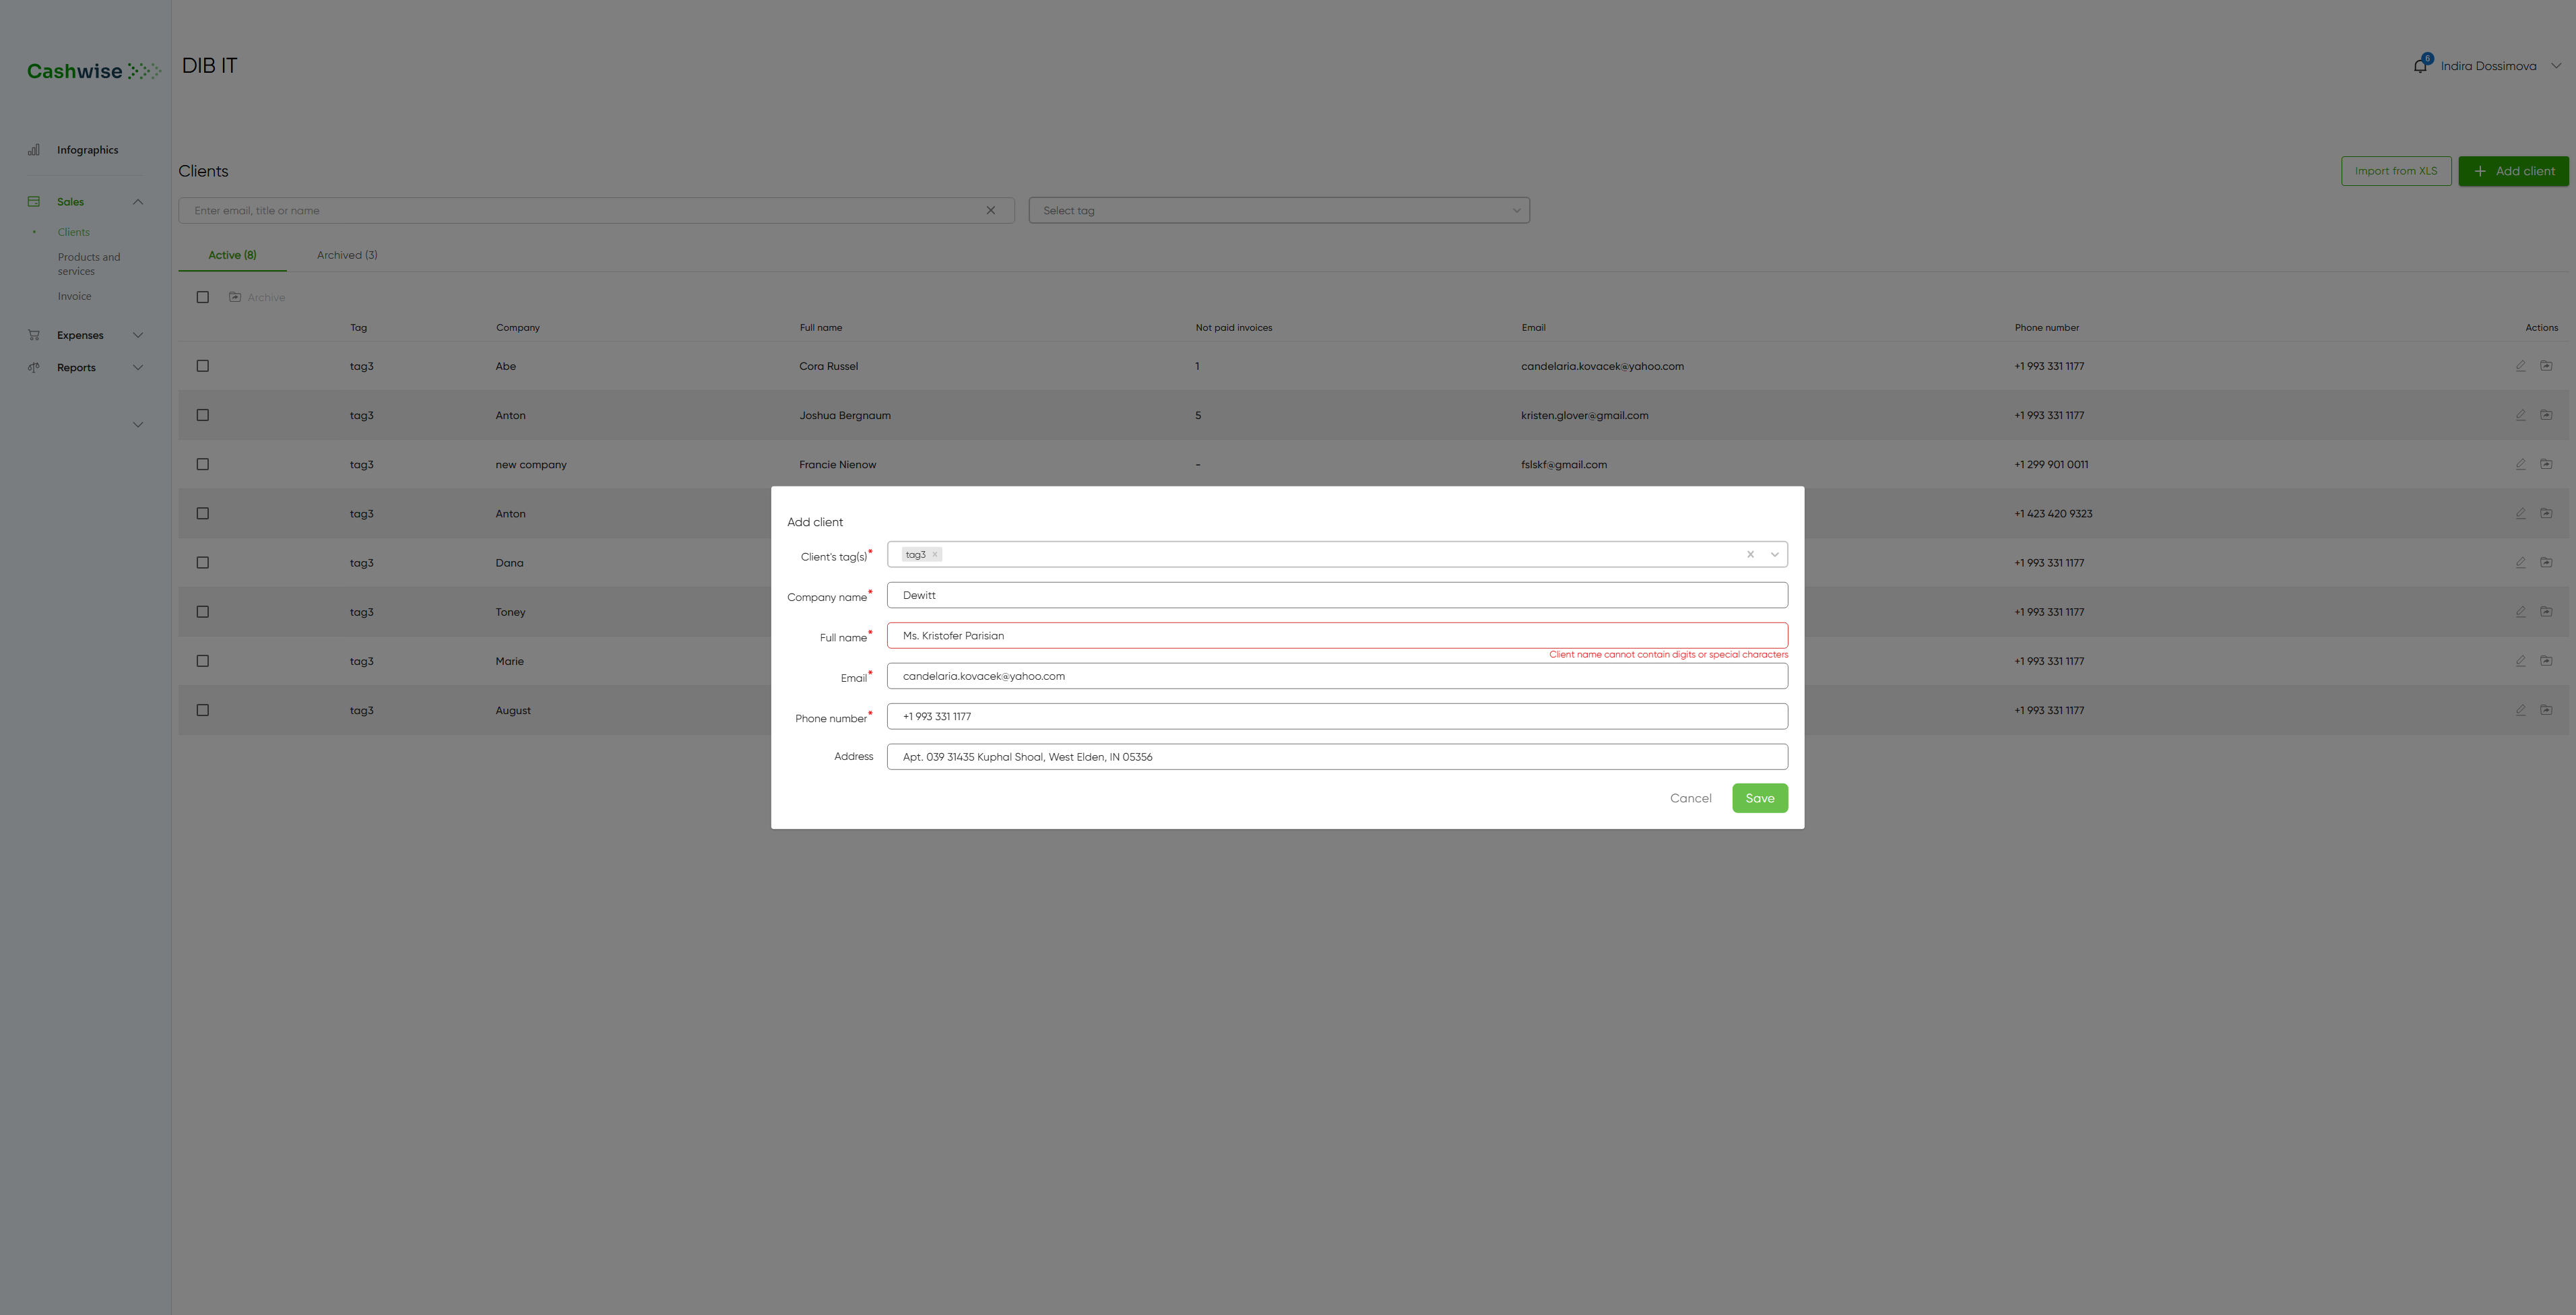 Cashwise
DIB IT
6
Indira Dossimova
Infographics
Sales
Clients
Products and
services
Invoice
Expenses
Reports
Clients
Import from XLS
+ Add client
Enter email, title or name
Select tag
Active (8)
Archived (3)
Archive
Tag Company Full name Not paid invoices Email Phone number Actions
tag3 Abe Cora Russel 1 candelaria.kovacek@yahoo.com +1 993 331 1177
tag3 Anton Joshua Bergnaum 5 kristen.glover@gmail.com +1 993 331 1177
tag3 new company Francie Nienow - fslskf@gmail.com +1 299 901 0011
tag3 Anton +1 423 420 9323
tag3 Dana +1 993 331 1177
tag3 Toney +1 993 331 1177
tag3 Marie +1 993 331 1177
tag3 August +1 993 331 1177
Add client
Client's tag(s)* tag3
Company name* Dewitt
Full name* Ms. Kristofer Parisian
Client name cannot contain digits or special characters
Email* candelaria.kovacek@yahoo.com
Phone number* +1 993 331 1177
Address Apt. 039 31435 Kuphal Shoal, West Elden, IN 05356
Cancel Save